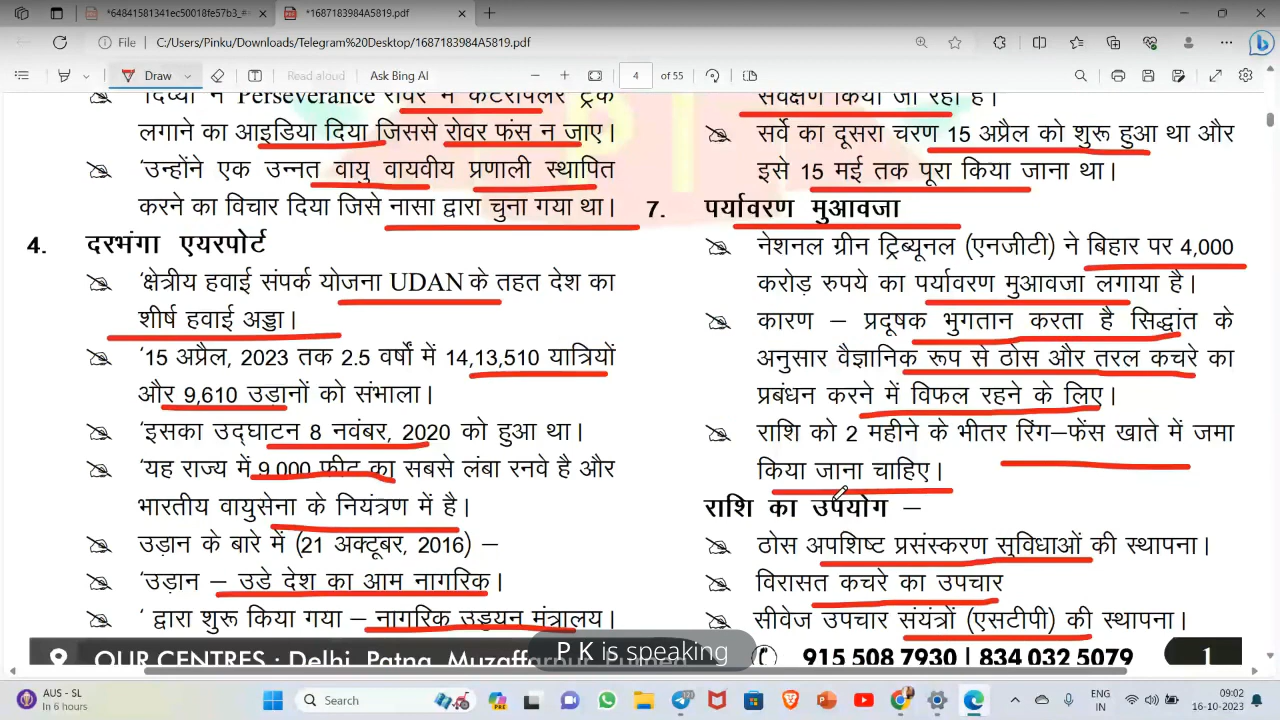 *64841581341ec50018fe57b3_#
*1687183984A5819.pdf
File
C:/Users/Pinku/Downloads/Telegram%20Desktop/1687183984A5819.pdf
Draw
Read aloud
Ask Bing AI
4 of 55
दिव्या ने Perseverance रोवर में कैटरपिलर ट्रैक
लगाने का आइडिया दिया जिससे रोवर फंस न जाए।
'उन्होंने एक उन्नत वायु वायवीय प्रणाली स्थापित
करने का विचार दिया जिसे नासा द्वारा चुना गया था।
4. दरभंगा एयरपोर्ट
'क्षेत्रीय हवाई संपर्क योजना UDAN के तहत देश का
शीर्ष हवाई अड्डा।
'15 अप्रैल, 2023 तक 2.5 वर्षों में 14,13,510 यात्रियों
और 9,610 उड़ानों को संभाला।
'इसका उद्घाटन 8 नवंबर, 2020 को हुआ था।
'यह राज्य में 9,000 फीट का सबसे लंबा रनवे है और
भारतीय वायुसेना के नियंत्रण में है।
उड़ान के बारे में (21 अक्टूबर, 2016) –
'उड़ान – उडे देश का आम नागरिक।
' द्वारा शुरू किया गया – नागरिक उड्डयन मंत्रालय।
सर्वेक्षण किया जा रहा है।
सर्वे का दूसरा चरण 15 अप्रैल को शुरू हुआ था और
इसे 15 मई तक पूरा किया जाना था।
7. पर्यावरण मुआवजा
नेशनल ग्रीन ट्रिब्यूनल (एनजीटी) ने बिहार पर 4,000
करोड़ रुपये का पर्यावरण मुआवजा लगाया है।
कारण – प्रदूषक भुगतान करता है सिद्धांत के
अनुसार वैज्ञानिक रूप से ठोस और तरल कचरे का
प्रबंधन करने में विफल रहने के लिए।
राशि को 2 महीने के भीतर रिंग–फेंस खाते में जमा
किया जाना चाहिए।
राशि का उपयोग –
ठोस अपशिष्ट प्रसंस्करण सुविधाओं की स्थापना।
विरासत कचरे का उपचार
सीवेज उपचार संयंत्रों (एसटीपी) की स्थापना।
OUR CENTRES : Delhi, Patna, Muzaffarpur,
P K is speaking
915 508 7930 | 834 032 5079
1
AUS - SL
In 6 hours
Search
ENG
IN
09:02
16-10-2023